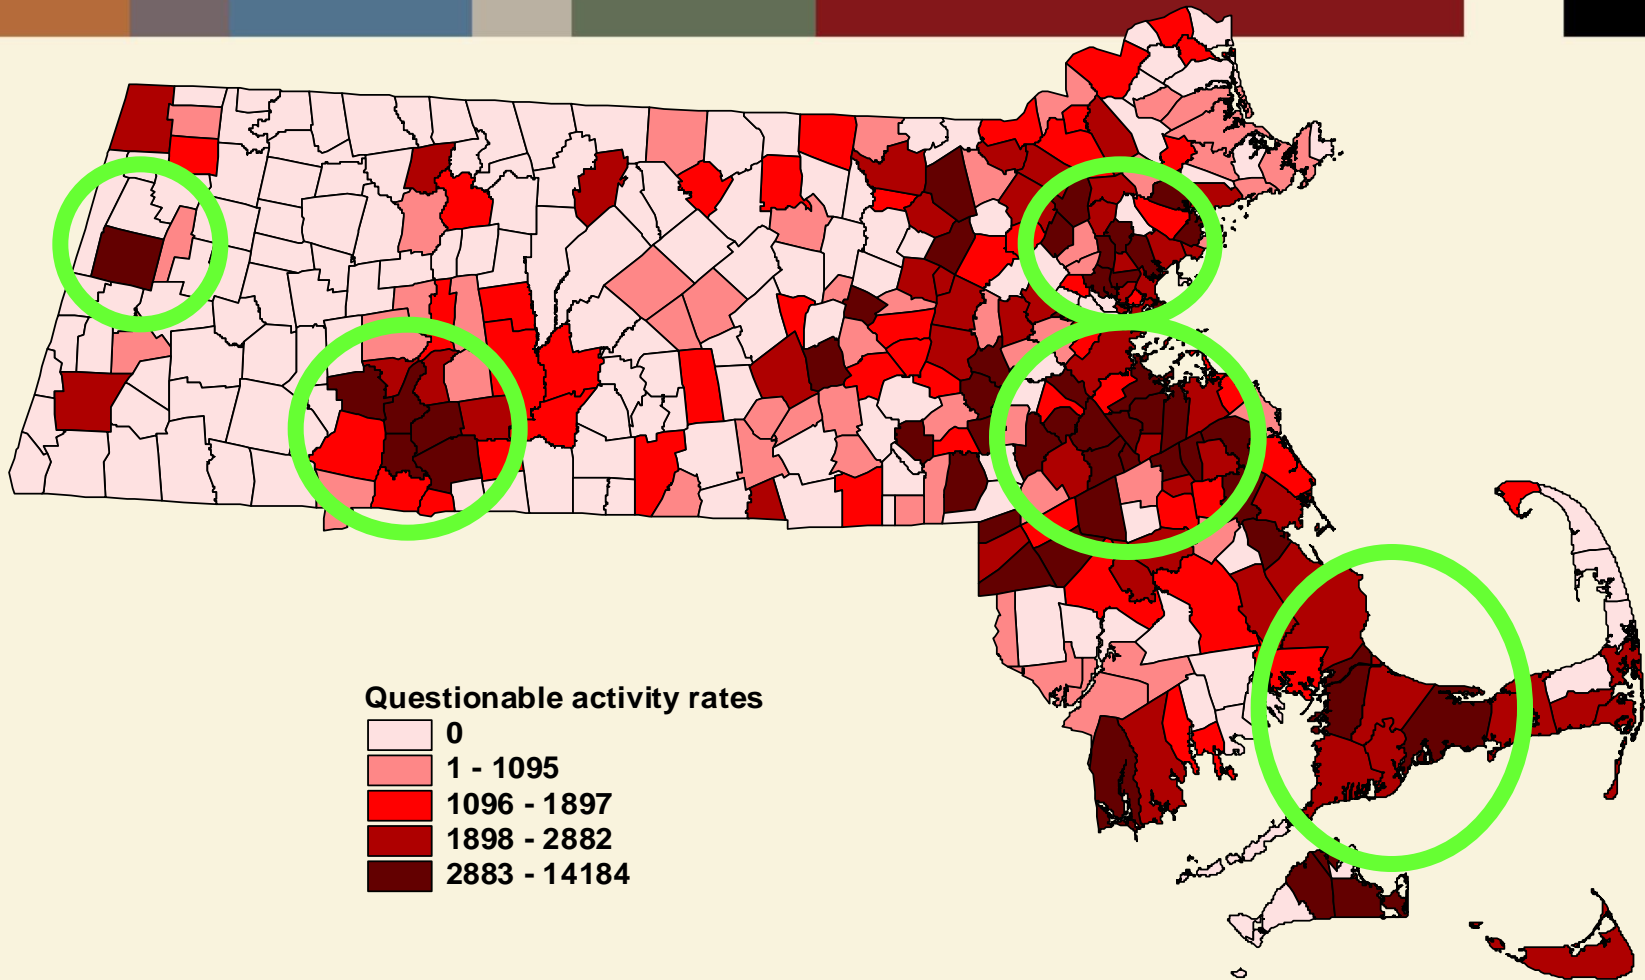 Questionable activity rates
0
1 - 1095
1096 - 1897
1898 - 2882
2883 - 14184